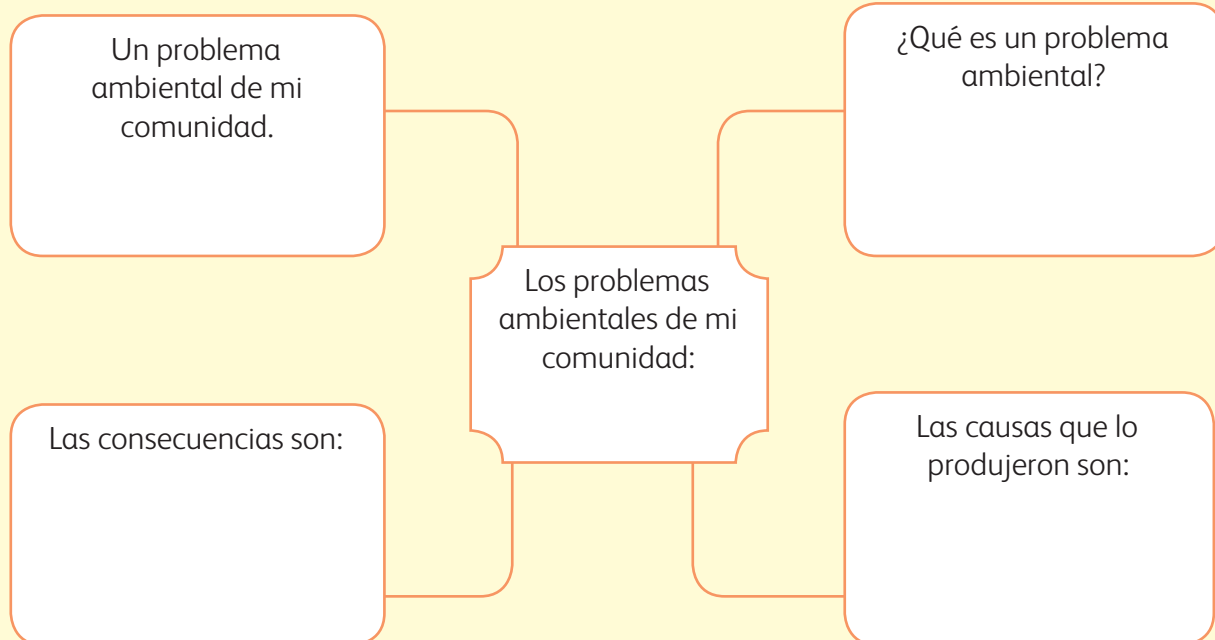 Un problema
ambiental de mi
comunidad.
¿Qué es un problema
ambiental?
Los problemas
ambientales de mi
comunidad:
Las consecuencias son:
Las causas que lo
produjeron son: